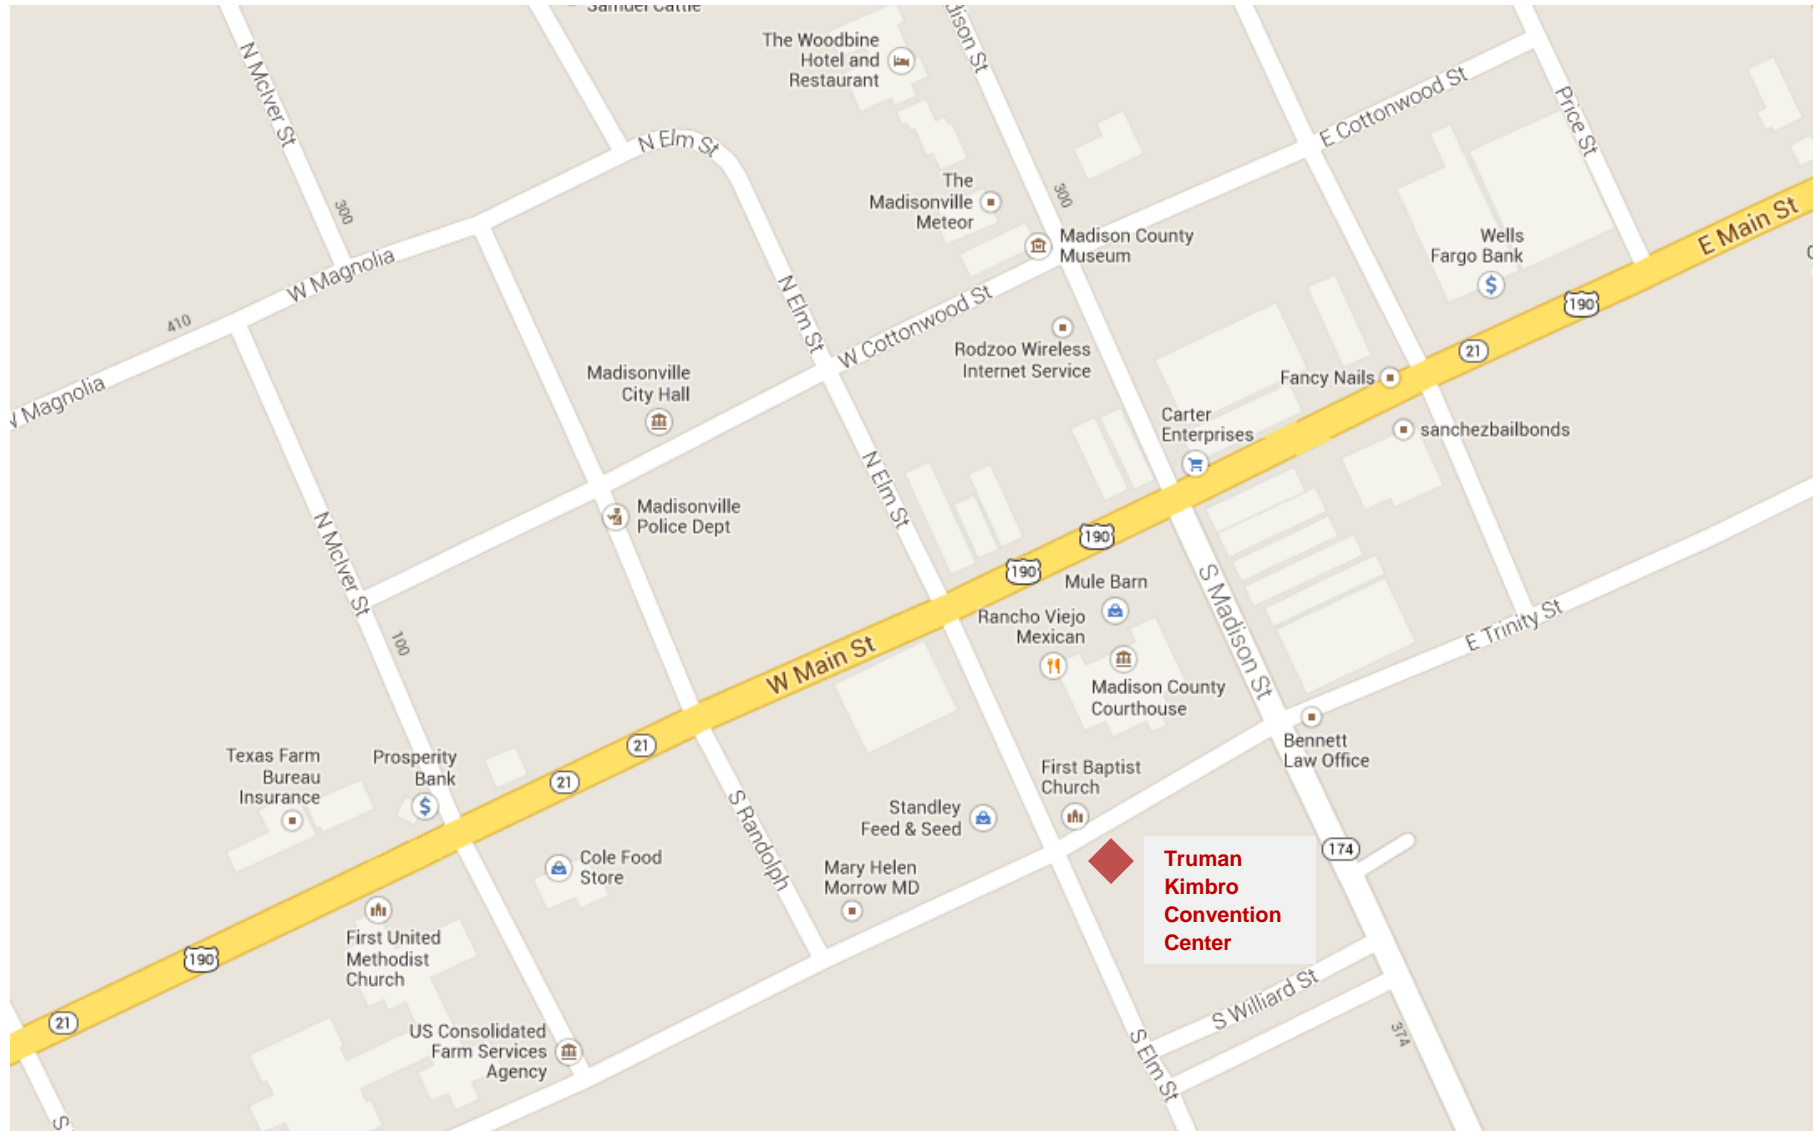 Samuel Cattle
The Woodbine
Hotel and
Restaurant
dison St
N McIver St
N Elm St
E Cottonwood St
Price St
The
Madisonville
Meteor
300
300
Madison County
Museum
E Main St
Wells
Fargo Bank
W Magnolia
N Elm St
W Cottonwood St
190
410
Rodzoo Wireless
Internet Service
21
Fancy Nails
Madisonville
City Hall
W Magnolia
Carter
Enterprises
sanchezbailbonds
N Elm St
Madisonville
Police Dept
N McIver St
190
190
Mule Barn
S Madison St
Rancho Viejo
Mexican
E Trinity St
100
W Main St
Madison County
Courthouse
21
Texas Farm
Bureau
Insurance
Prosperity
Bank
21
Bennett
Law Office
First Baptist
Church
Standley
Feed & Seed
S Randolph
174
Cole Food
Store
Mary Helen
Morrow MD
Truman
Kimbro
Convention
Center
First United
Methodist
Church
190
S Williard St
21
US Consolidated
Farm Services
Agency
374
S Elm St
S